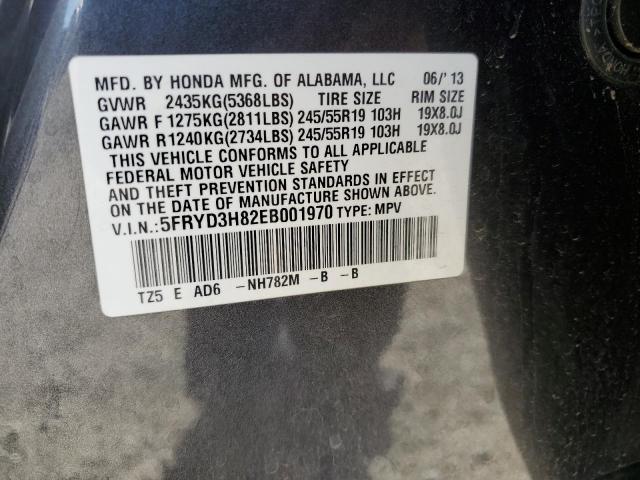 MFD. BY HONDA MFG. OF ALABAMA, LLC 06/'13
GVWR 2435KG(5368LBS) TIRE SIZE RIM SIZE
GAWR F 1275KG(2811LBS) 245/55R19 103H 19X8.0J
GAWR R1240KG(2734LBS) 245/55R19 103H 19X8.0J
THIS VEHICLE CONFORMS TO ALL APPLICABLE
FEDERAL MOTOR VEHICLE SAFETY
AND THEFT PREVENTION STANDARDS IN EFFECT
ON THE DATE OF MANUFACTURE SHOWN ABOVE.
V.I.N.:5FRYD3H82EB001970 TYPE: MPV
TZ5 E AD6 -NH782M -B -B
HONDA